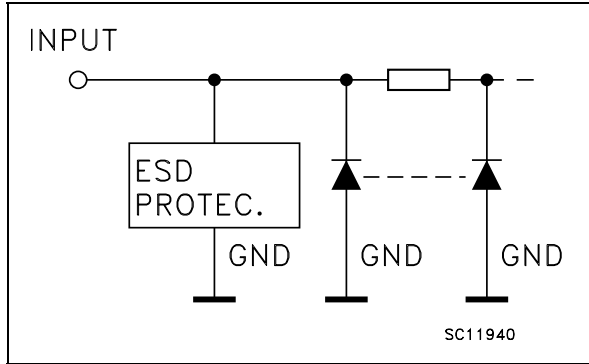 INPUT
ESD
PROTEC.
GND
GND
GND
SC11940